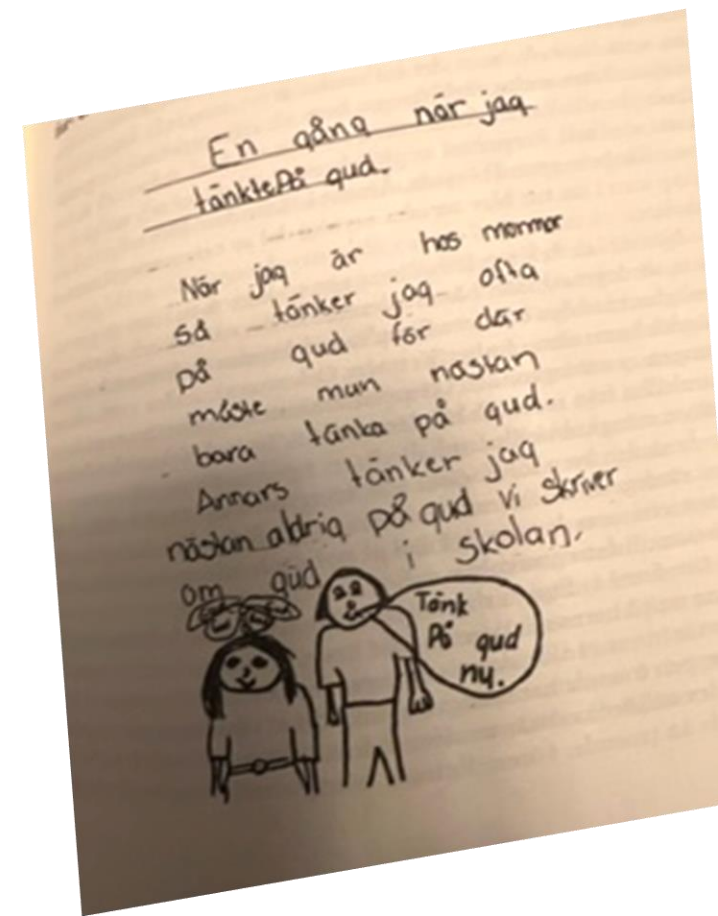 En gång när jag
tänkte på gud.
När jag är hos mormor
så tänker jag ofta
på gud för där
måste man nästan
bara tänka på gud.
Annars tänker jag
nästan aldrig på gud vi skriver
om gud i skolan.
Tänk
på gud
nu.